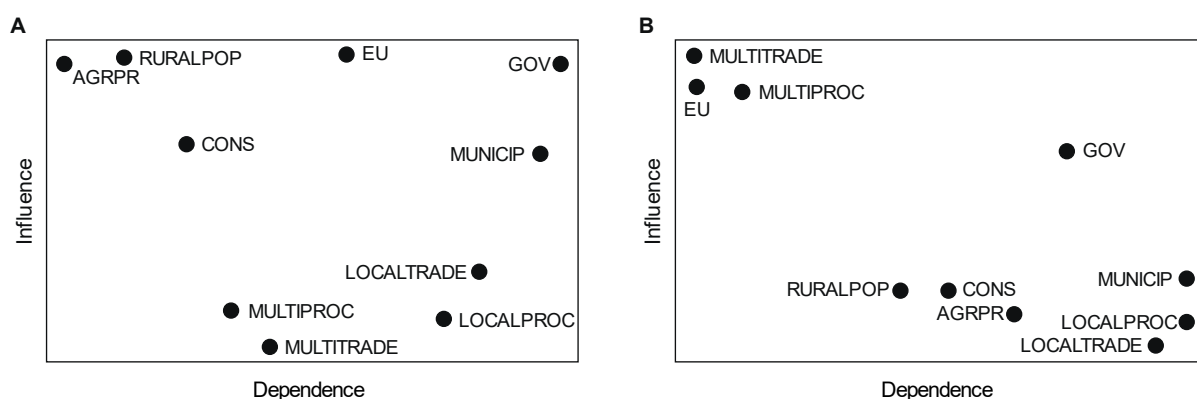 A
RURALPOP
AGRPR
EU
GOV
CONS
MUNICIP
LOCALTRADE
MULTIPROC
LOCALPROC
MULTITRADE
Influence
Dependence
B
MULTITRADE
EU
MULTIPROC
GOV
MUNICIP
RURALPOP
CONS
AGRPR
LOCALPROC
LOCALTRADE
Influence
Dependence